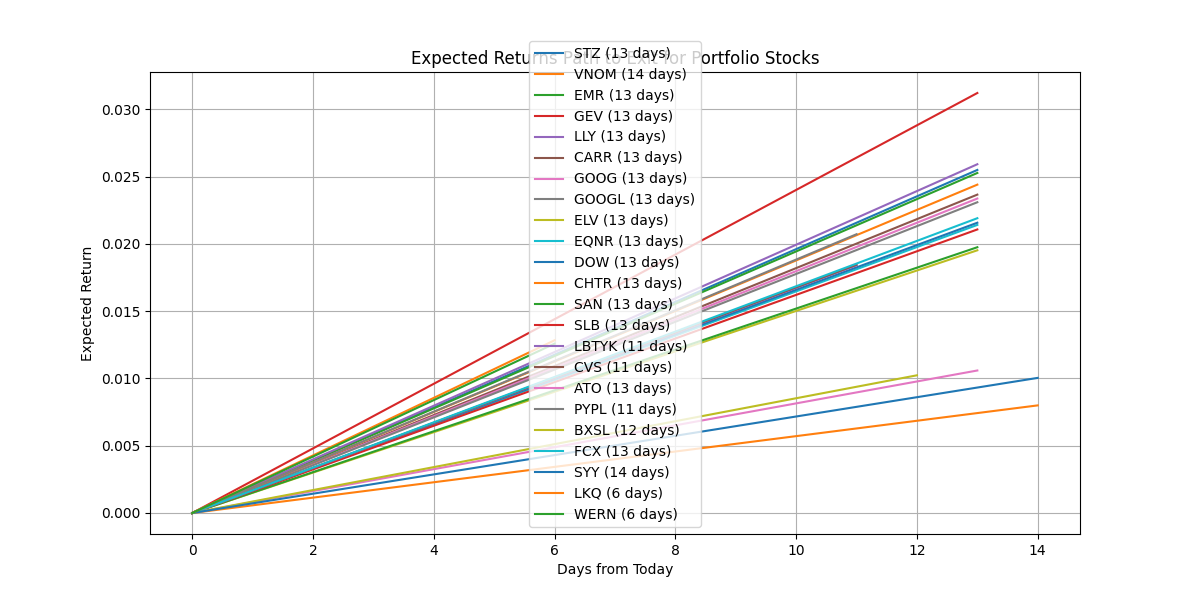 Expected Returns Path to Exit for Portfolio Stocks
STZ (13 days)
VNOM (14 days)
EMR (13 days)
GEV (13 days)
LLY (13 days)
CARR (13 days)
GOOG (13 days)
GOOGL (13 days)
ELV (13 days)
EQNR (13 days)
DOW (13 days)
CHTR (13 days)
SAN (13 days)
SLB (13 days)
LBTYK (11 days)
CVS (11 days)
ATO (13 days)
PYPL (11 days)
BXSL (12 days)
FCX (13 days)
SYY (14 days)
LKQ (6 days)
WERN (6 days)
Expected Return
0.030
0.025
0.020
0.015
0.010
0.005
0.000
0 2 4 6 8 10 12 14
Days from Today